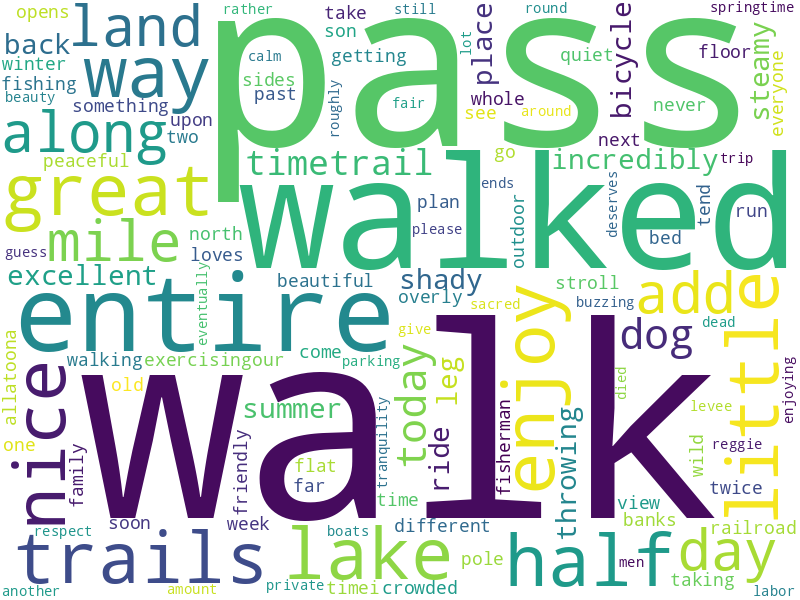 opens
land
rather
take
still
round
place
springtime
son
lot
pass
bicycle
steamy
back
way
calm
getting
quiet
floor
everyone
winter
fishing
sides
roughly
whole
never
beauty
something
past
fair
see
around
along
upon
two
next
peaceful
timetrail
go
incredibly
trip
great
walked
ends
deserves
tend
plan
outdoor
run
mile
north
please
bed
guess
loves
excellent
eventually
beautiful
shady
stroll
adde
little
entire
overly
sacred
enjoy
buzzing
dead
allatoona
give
dog
walking
exercisingour
come
parking
today
leg
nice
old
walk
died
enjoying
summer
tranquility
ride
fisherman
throwing
levee
one
family
friendly
flat
wild
reggie
far
time
view
twice
respect
soon
week
boats
different
banks
railroad
trails
lake
pole
half
day
men
another
amount
private
timei
crowded
taking
labor